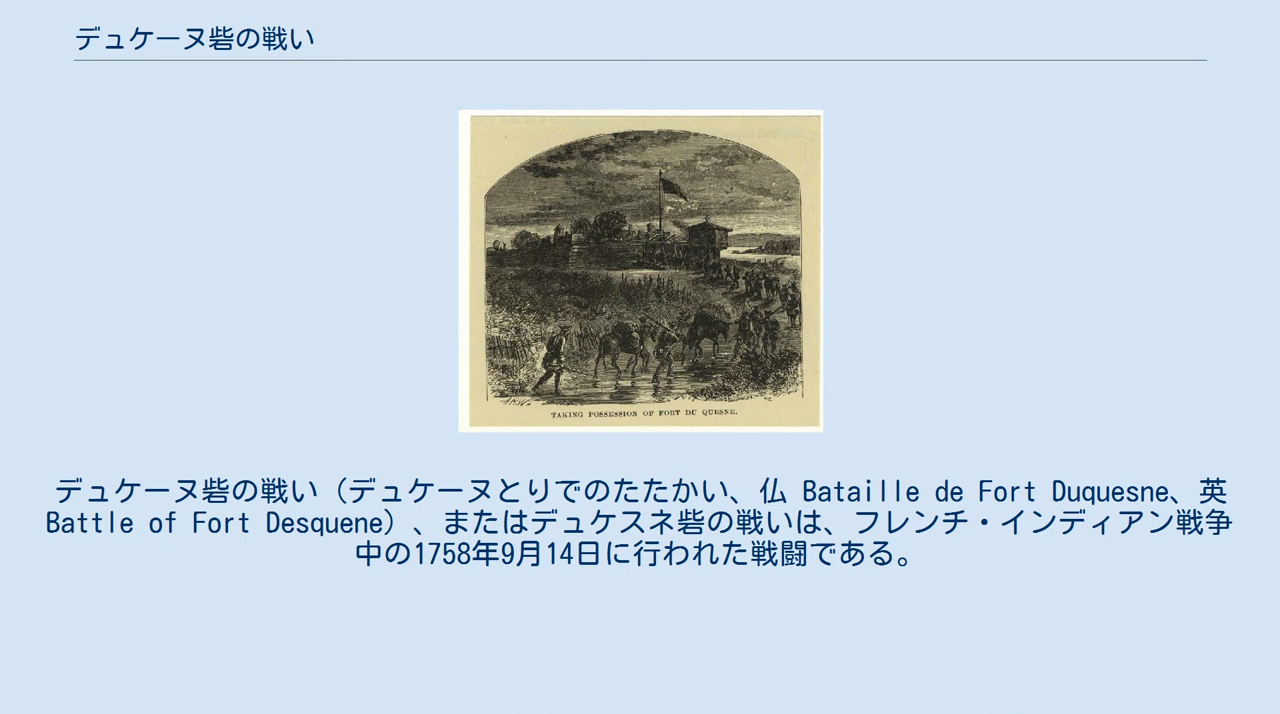 デュケーヌ砦の戦い
TAKING POSSESSION OF FORT DU QUESNE.
デュケーヌ砦の戦い（デュケーヌとりでのたたかい、仏 Bataille de Fort Duquesne、英
Battle of Fort Desquene）、またはデュケスネ砦の戦いは、フレンチ・インディアン戦争
中の1758年9月14日に行われた戦闘である。